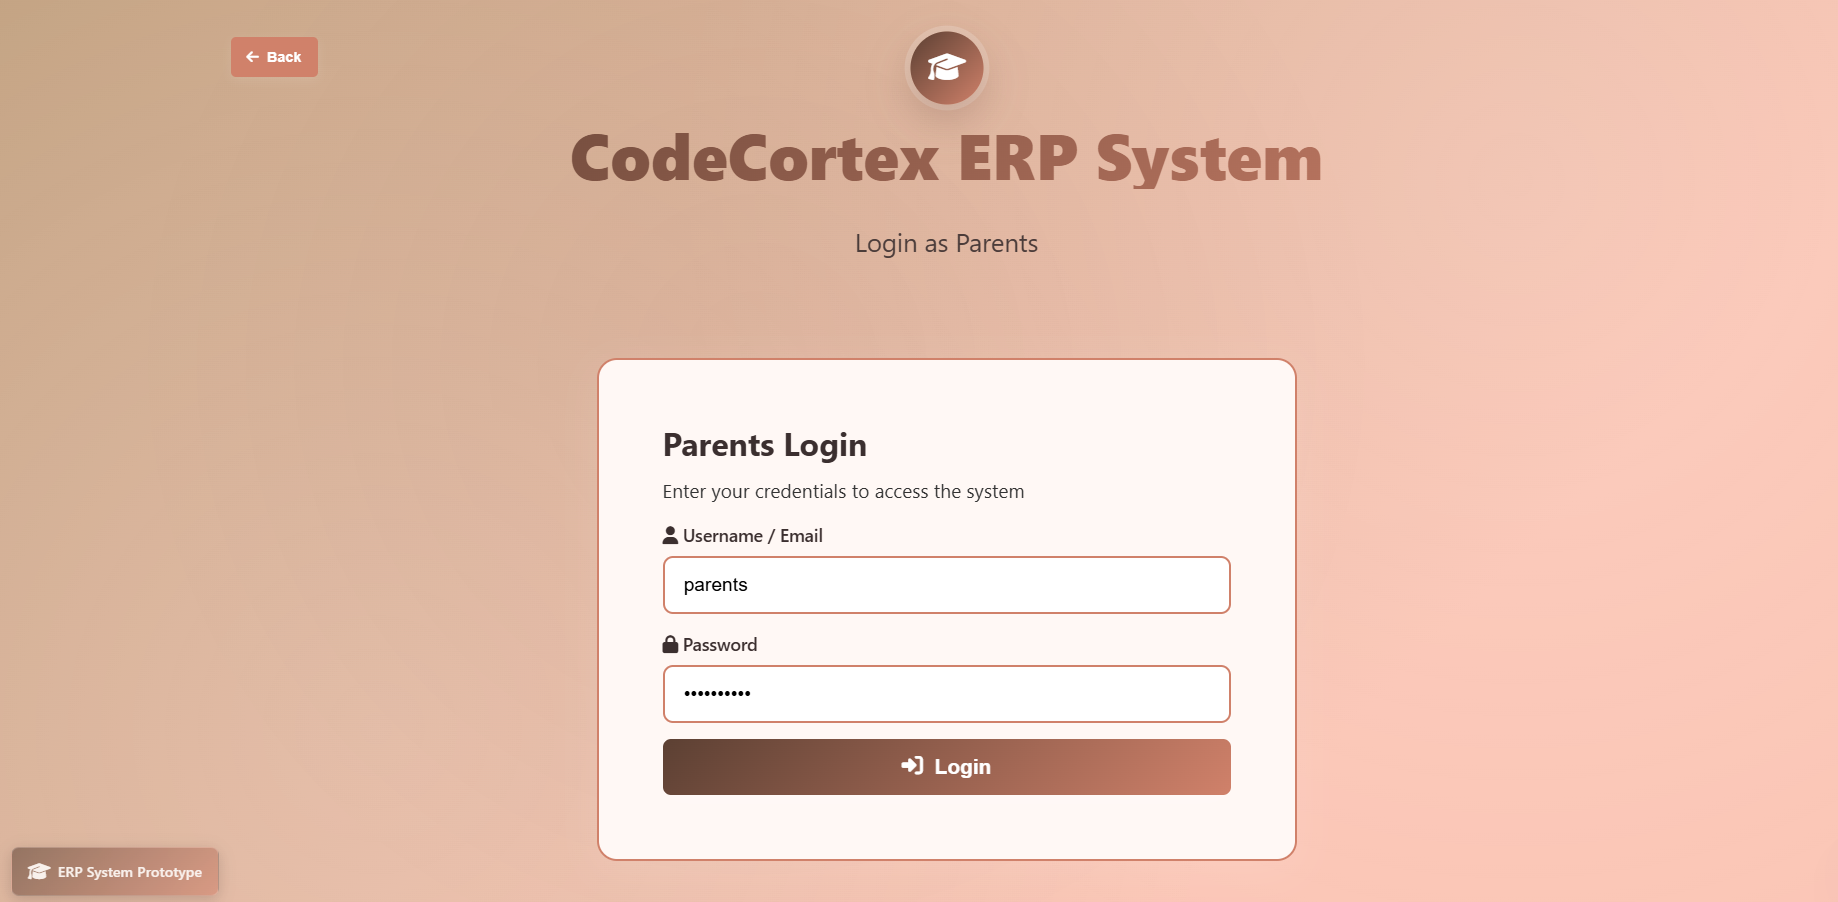 Back
CodeCortex ERP System
Login as Parents
Parents Login
Enter your credentials to access the system
Username / Email
parents
Password
••••••••••
Login
ERP System Prototype